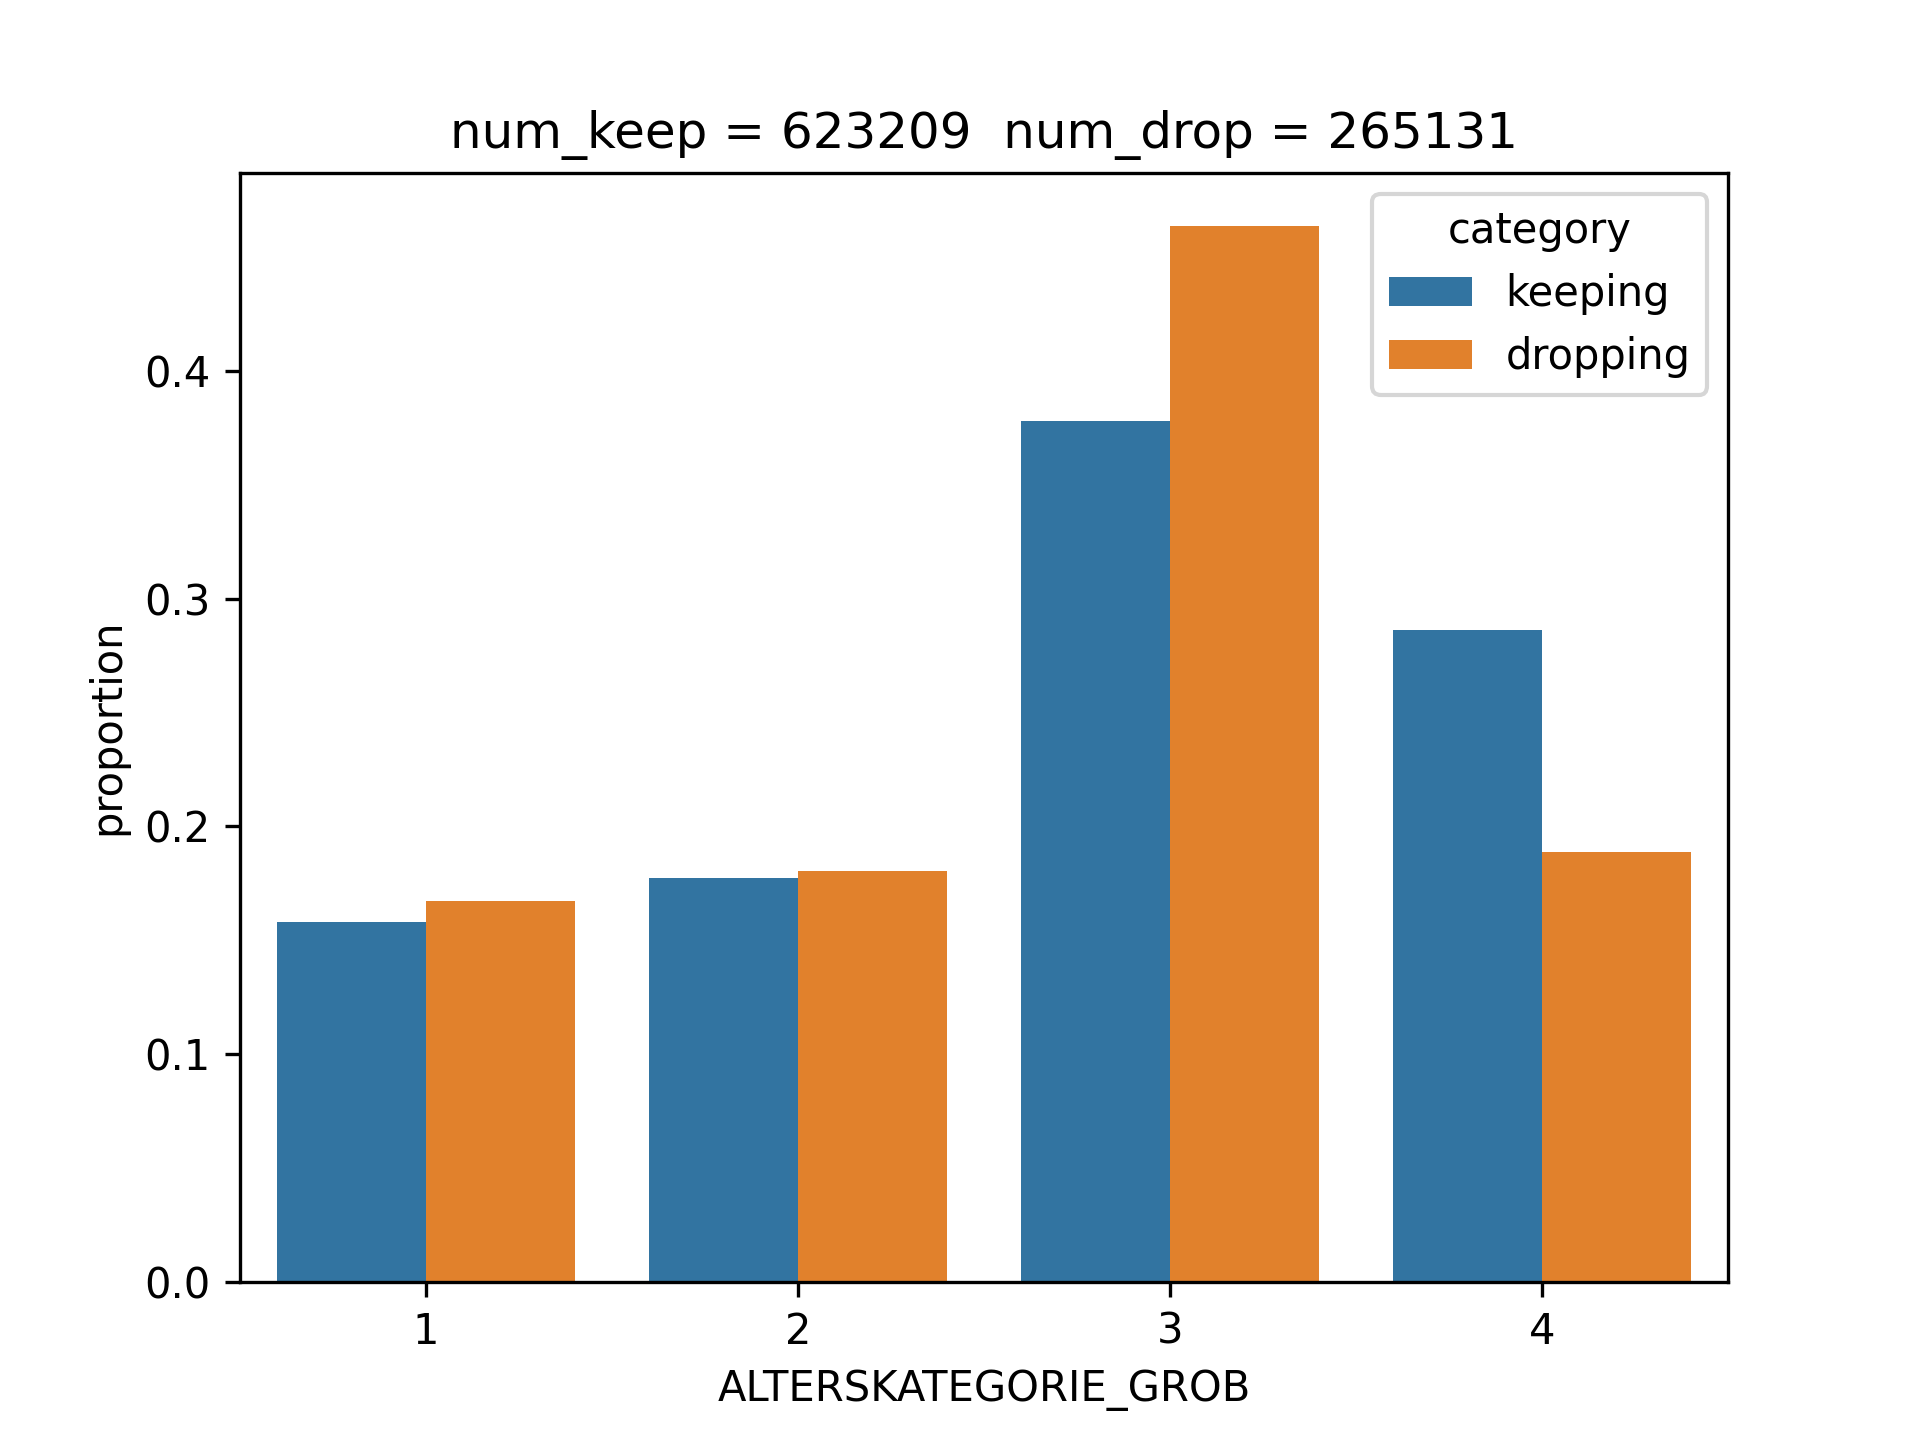 num_keep = 623209  num_drop = 265131
category
keeping
dropping
proportion
0.4
0.3
0.2
0.1
0.0
1 2 3 4
ALTERSKATEGORIE_GROB